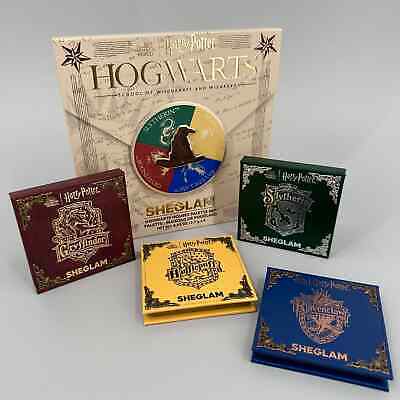 Harry Potter
HOGWARTS
SCHOOL OF WITCHCRAFT AND WIZARDRY
SLYTHERIN
SHEGLAM
Harry Potter
Gryffindor
SHEGLAM
Harry Potter
Slytherin
SHEGLAM
Harry Potter
Hufflepuff
SHEGLAM
Harry Potter
Ravenclaw
SHEGLAM